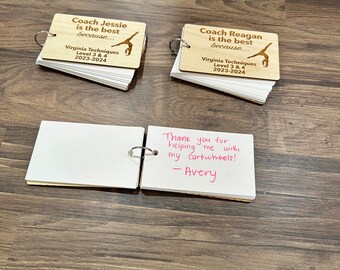 Coach Jessie
is the best
because...
Virginia Techniques
Level 3 & 4
2023-2024
Coach Reagan
is the best
because...
Virginia Techniques
Level 3 & 4
2023-2024
Thank you for
helping me with
my cartwheels!
- Avery